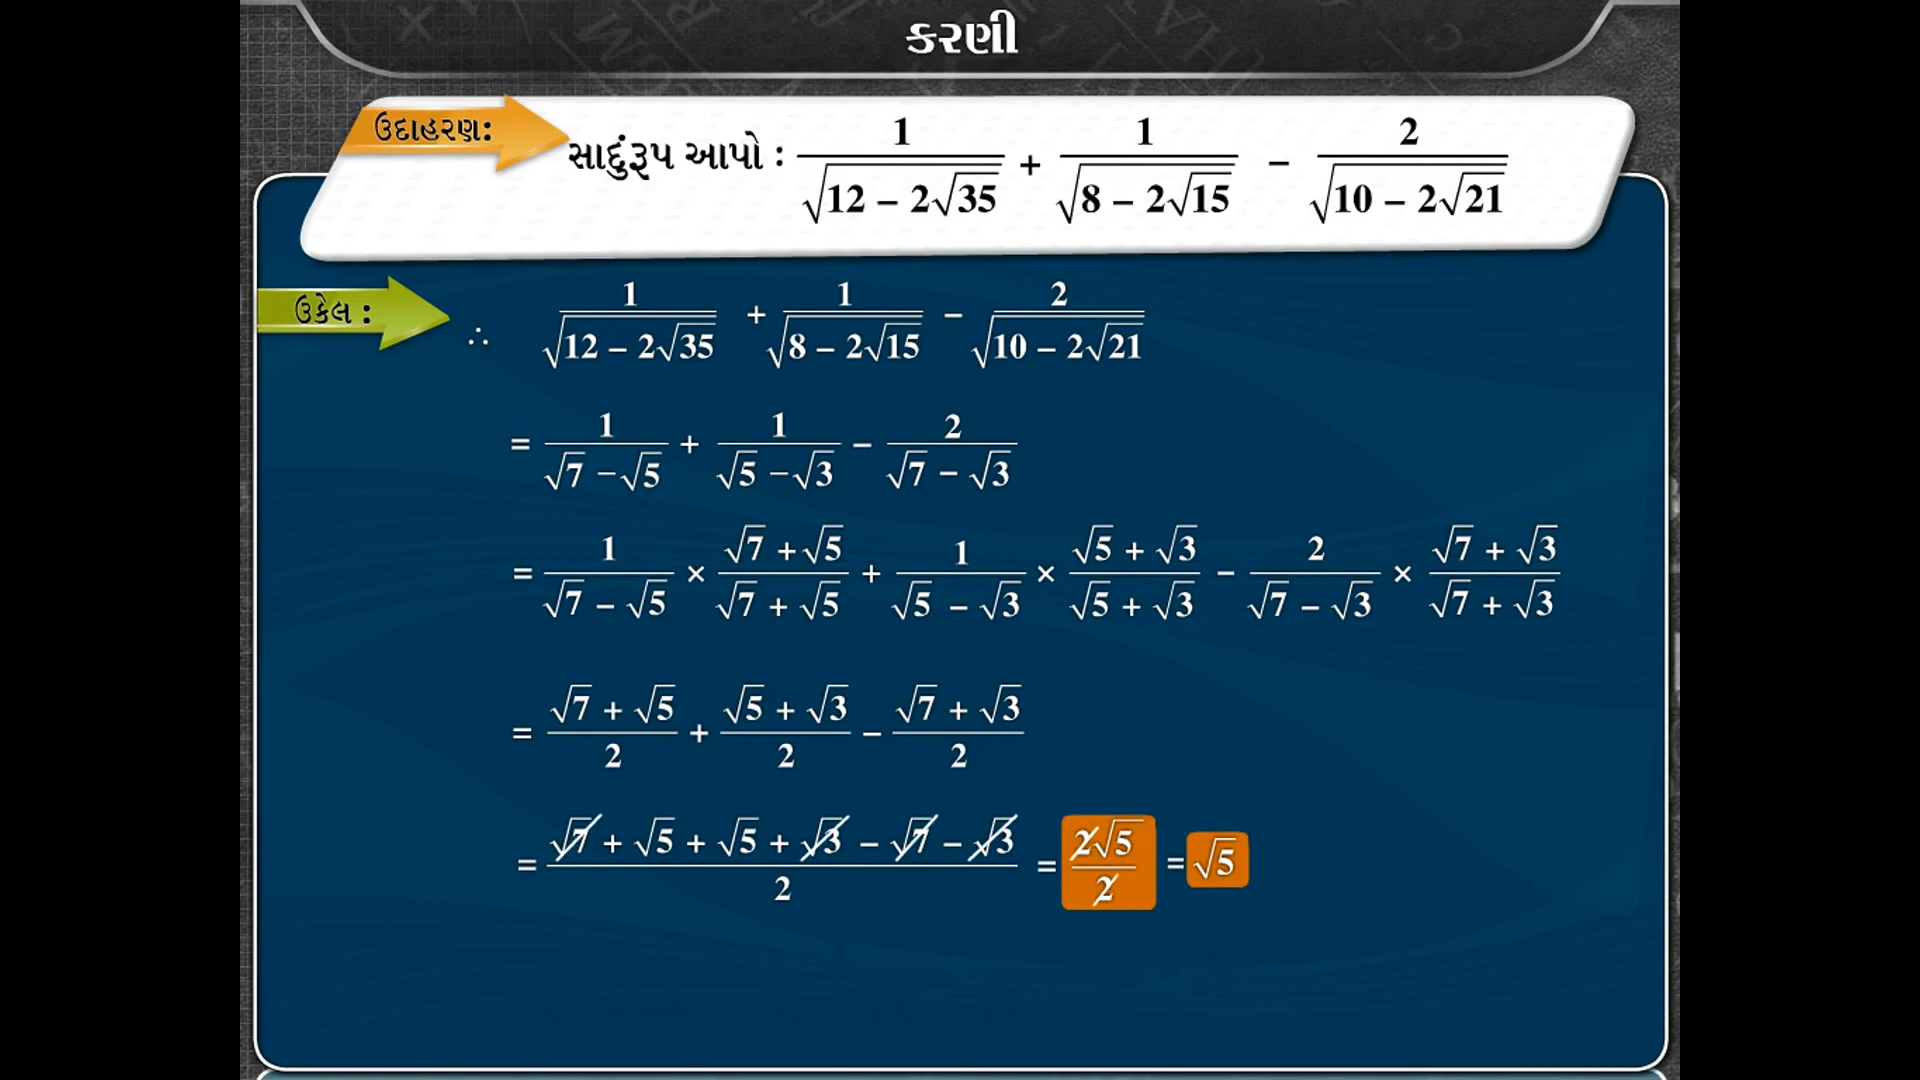 કરણી
ઉદાહરણ:
સાદુંરૂપ આપો : 1/√(12 – 2√35) + 1/√(8 – 2√15) – 2/√(10 – 2√21)
ઉકેલ :
∴ 1/√(12 – 2√35) + 1/√(8 – 2√15) – 2/√(10 – 2√21)
= 1/(√7 – √5) + 1/(√5 – √3) – 2/(√7 – √3)
= 1/(√7 – √5) × (√7 + √5)/(√7 + √5) + 1/(√5 – √3) × (√5 + √3)/(√5 + √3) – 2/(√7 – √3) × (√7 + √3)/(√7 + √3)
= (√7 + √5)/2 + (√5 + √3)/2 – (√7 + √3)/2
= (√7 + √5 + √5 + √3 – √7 – √3)/2 = 2√5/2 = √5